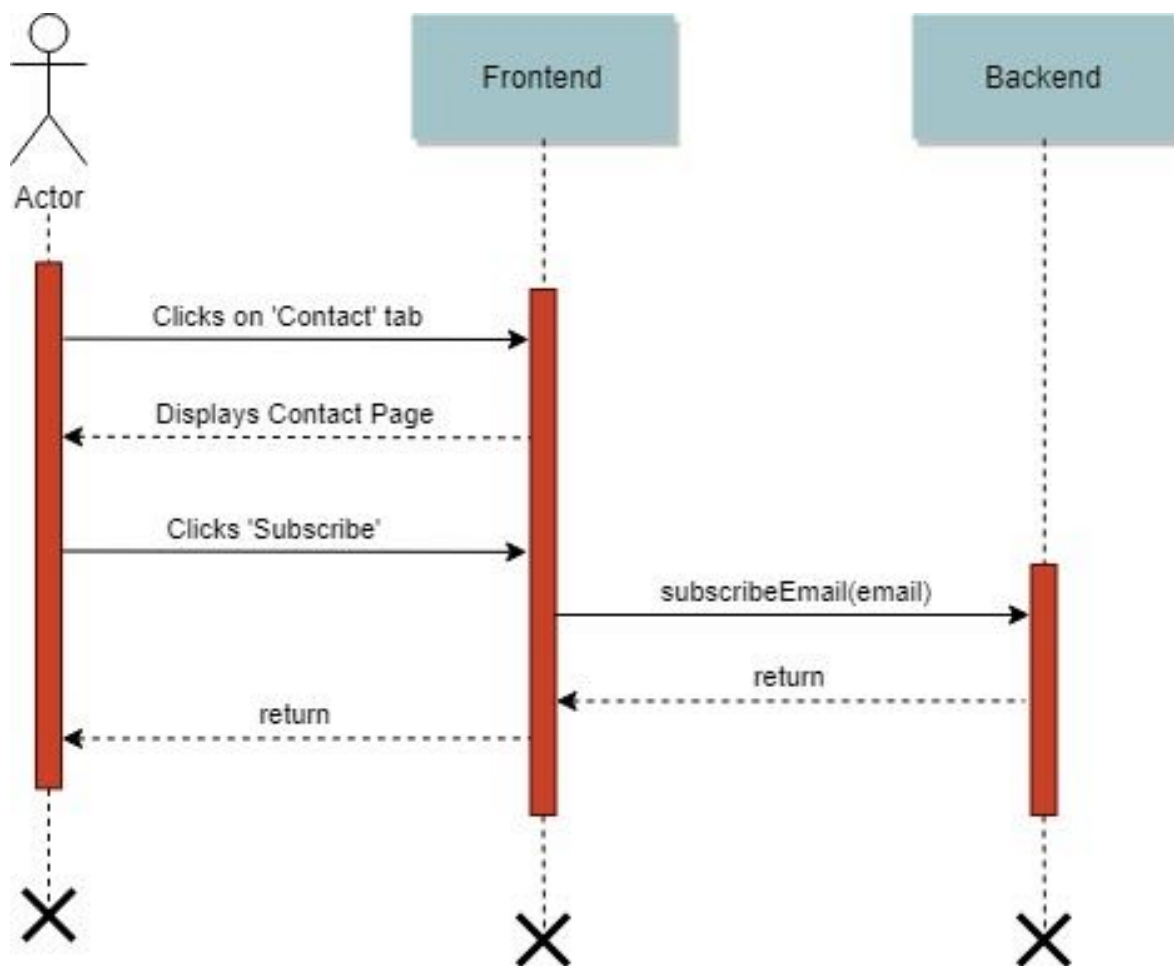 Frontend
Backend
Actor
Clicks on 'Contact' tab
Displays Contact Page
Clicks 'Subscribe'
subscribeEmail(email)
return
return